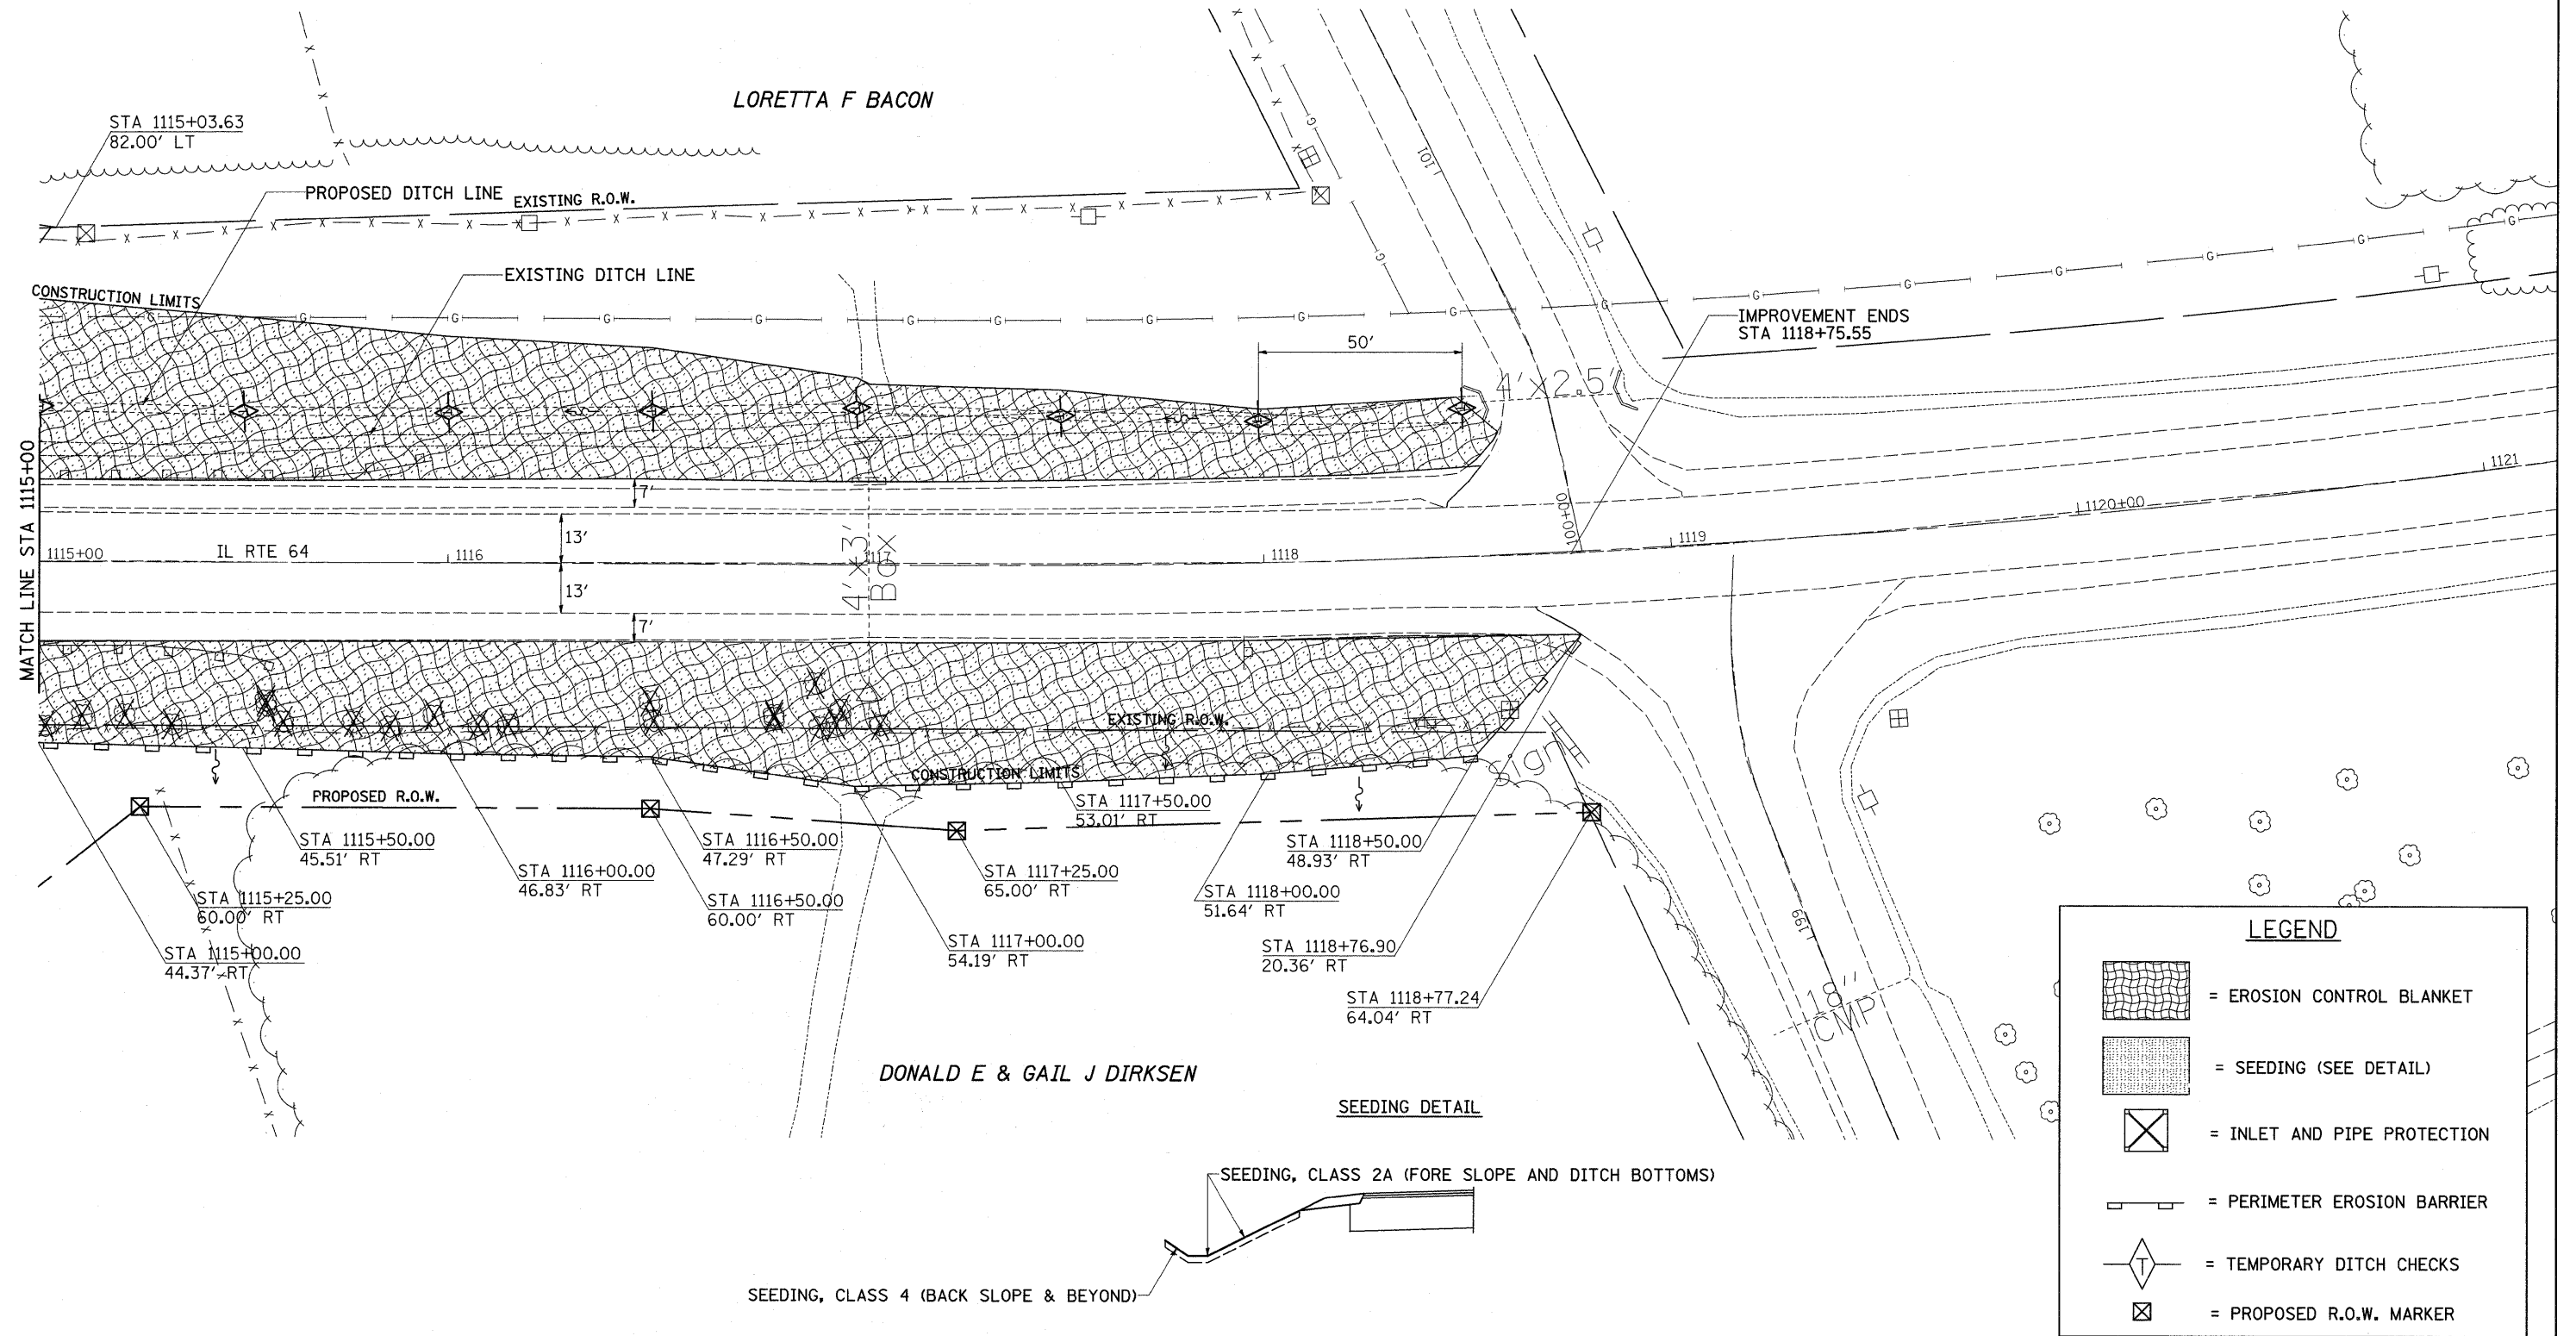 LORETTA F BACON
STA 1115+03.63
82.00' LT
PROPOSED DITCH LINE
EXISTING R.O.W.
EXISTING DITCH LINE
CONSTRUCTION LIMITS
101
IMPROVEMENT ENDS
STA 1118+75.55
50'
4'x2.5'
MATCH LINE STA 1115+00
7'
13'
1115+00
IL RTE 64
1116
4'x3'
Box
1117
1118
100+00
1119
1120+00
1121
13'
7'
EXISTING R.O.W.
CONSTRUCTION LIMITS
Sign
PROPOSED R.O.W.
STA 1117+50.00
53.01' RT
STA 1115+50.00
45.51' RT
STA 1116+50.00
47.29' RT
STA 1118+50.00
48.93' RT
STA 1116+00.00
46.83' RT
STA 1117+25.00
65.00' RT
STA 1115+25.00
60.00' RT
STA 1116+50.00
60.00' RT
STA 1118+00.00
51.64' RT
STA 1115+00.00
44.37' RT
STA 1117+00.00
54.19' RT
STA 1118+76.90
20.36' RT
STA 1118+77.24
64.04' RT
199
18"
CMP
DONALD E & GAIL J DIRKSEN
SEEDING DETAIL
SEEDING, CLASS 2A (FORE SLOPE AND DITCH BOTTOMS)
SEEDING, CLASS 4 (BACK SLOPE & BEYOND)
LEGEND
= EROSION CONTROL BLANKET
= SEEDING (SEE DETAIL)
= INLET AND PIPE PROTECTION
= PERIMETER EROSION BARRIER
T
= TEMPORARY DITCH CHECKS
= PROPOSED R.O.W. MARKER